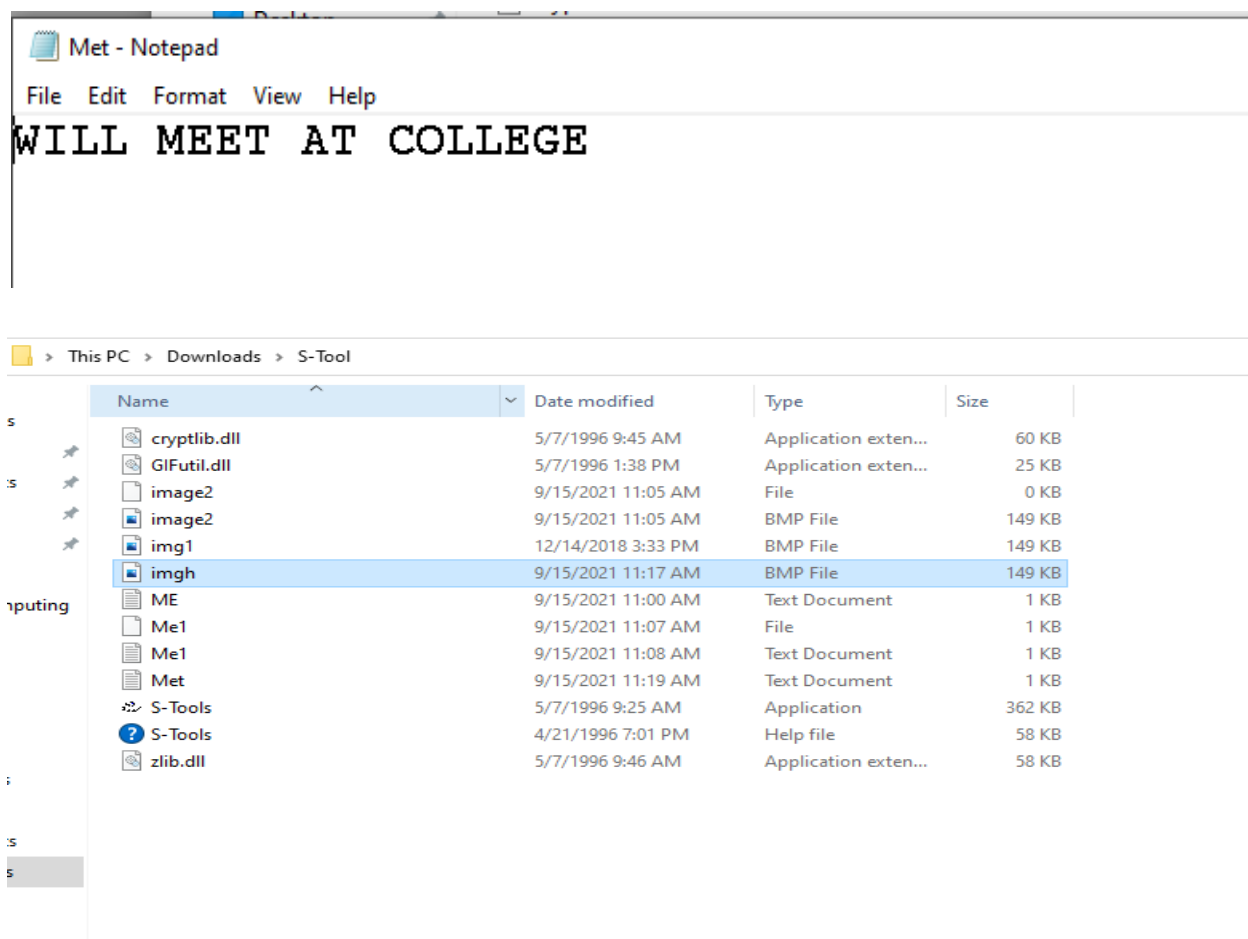 Met - Notepad
File Edit Format View Help
WILL MEET AT COLLEGE
This PC > Downloads > S-Tool
Name Date modified Type Size
cryptlib.dll 5/7/1996 9:45 AM Application exten... 60 KB
GIFutil.dll 5/7/1996 1:38 PM Application exten... 25 KB
image2 9/15/2021 11:05 AM File 0 KB
image2 9/15/2021 11:05 AM BMP File 149 KB
img1 12/14/2018 3:33 PM BMP File 149 KB
imgh 9/15/2021 11:17 AM BMP File 149 KB
ME 9/15/2021 11:00 AM Text Document 1 KB
Me1 9/15/2021 11:07 AM File 1 KB
Me1 9/15/2021 11:08 AM Text Document 1 KB
Met 9/15/2021 11:19 AM Text Document 1 KB
S-Tools 5/7/1996 9:25 AM Application 362 KB
S-Tools 4/21/1996 7:01 PM Help file 58 KB
zlib.dll 5/7/1996 9:46 AM Application exten... 58 KB